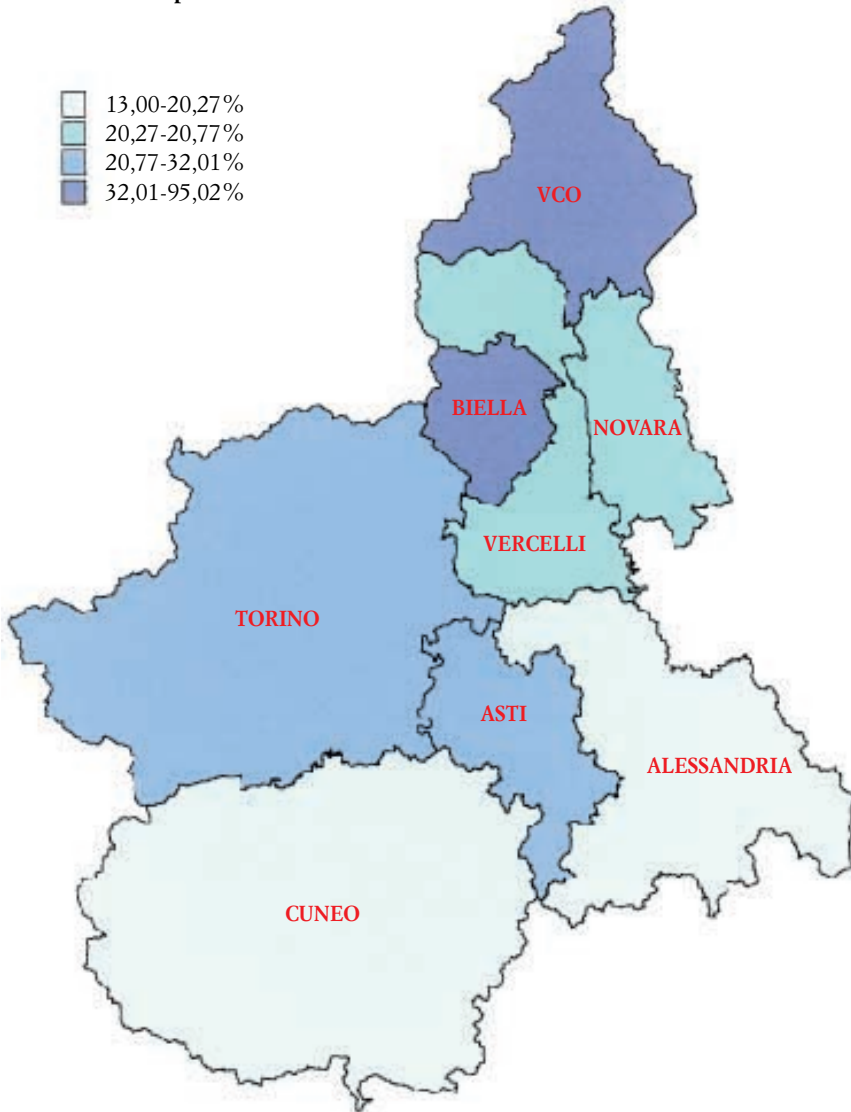 13,00-20,27%
20,27-20,77%
20,77-32,01%
32,01-95,02%
VCO
BIELLA
NOVARA
VERCELLI
TORINO
ASTI
ALESSANDRIA
CUNEO